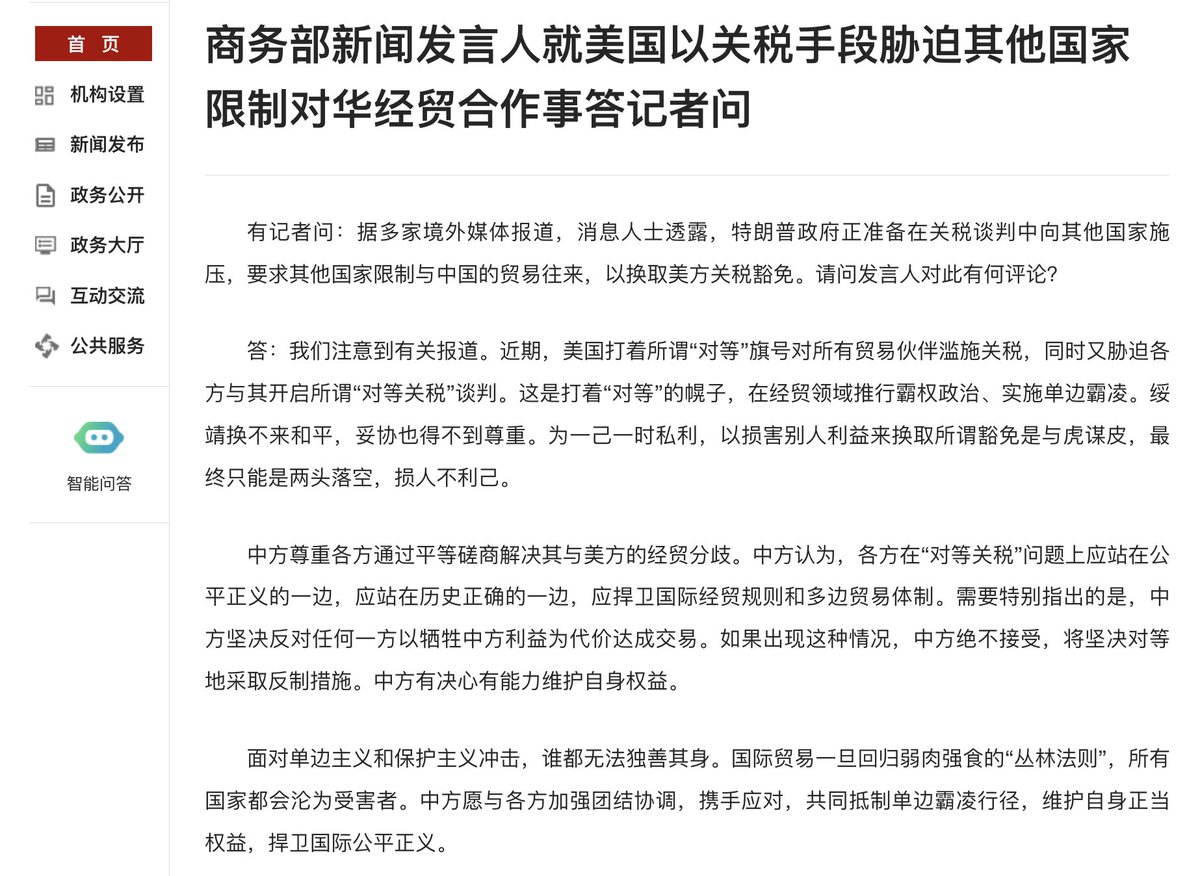 商务部新闻发言人就美国以关税手段胁迫其他国家
限制对华经贸合作事答记者问
首 页
机构设置
新闻发布
政务公开
政务大厅
互动交流
公共服务
智能问答
有记者问：据多家境外媒体报道，消息人士透露，特朗普政府正准备在关税谈判中向其他国家施
压，要求其他国家限制与中国的贸易往来，以换取美方关税豁免。请问发言人对此有何评论？
答：我们注意到有关报道。近期，美国打着所谓“对等”旗号对所有贸易伙伴滥施关税，同时又胁迫各
方与其开启所谓“对等关税”谈判。这是打着“对等”的幌子，在经贸领域推行霸权政治、实施单边霸凌。绥
靖换不来和平，妥协也得不到尊重。为一己一时私利，以损害别人利益来换取所谓豁免是与虎谋皮，最
终只能是两头落空，损人不利己。
中方尊重各方通过平等磋商解决其与美方的经贸分歧。中方认为，各方在“对等关税”问题上应站在公
平正义的一边，应站在历史正确的一边，应捍卫国际经贸规则和多边贸易体制。需要特别指出的是，中
方坚决反对任何一方以牺牲中方利益为代价达成交易。如果出现这种情况，中方绝不接受，将坚决对等
地采取反制措施。中方有决心有能力维护自身权益。
面对单边主义和保护主义冲击，谁都无法独善其身。国际贸易一旦回归弱肉强食的“丛林法则”，所有
国家都会沦为受害者。中方愿与各方加强团结协调，携手应对，共同抵制单边霸凌行径，维护自身正当
权益，捍卫国际公平正义。